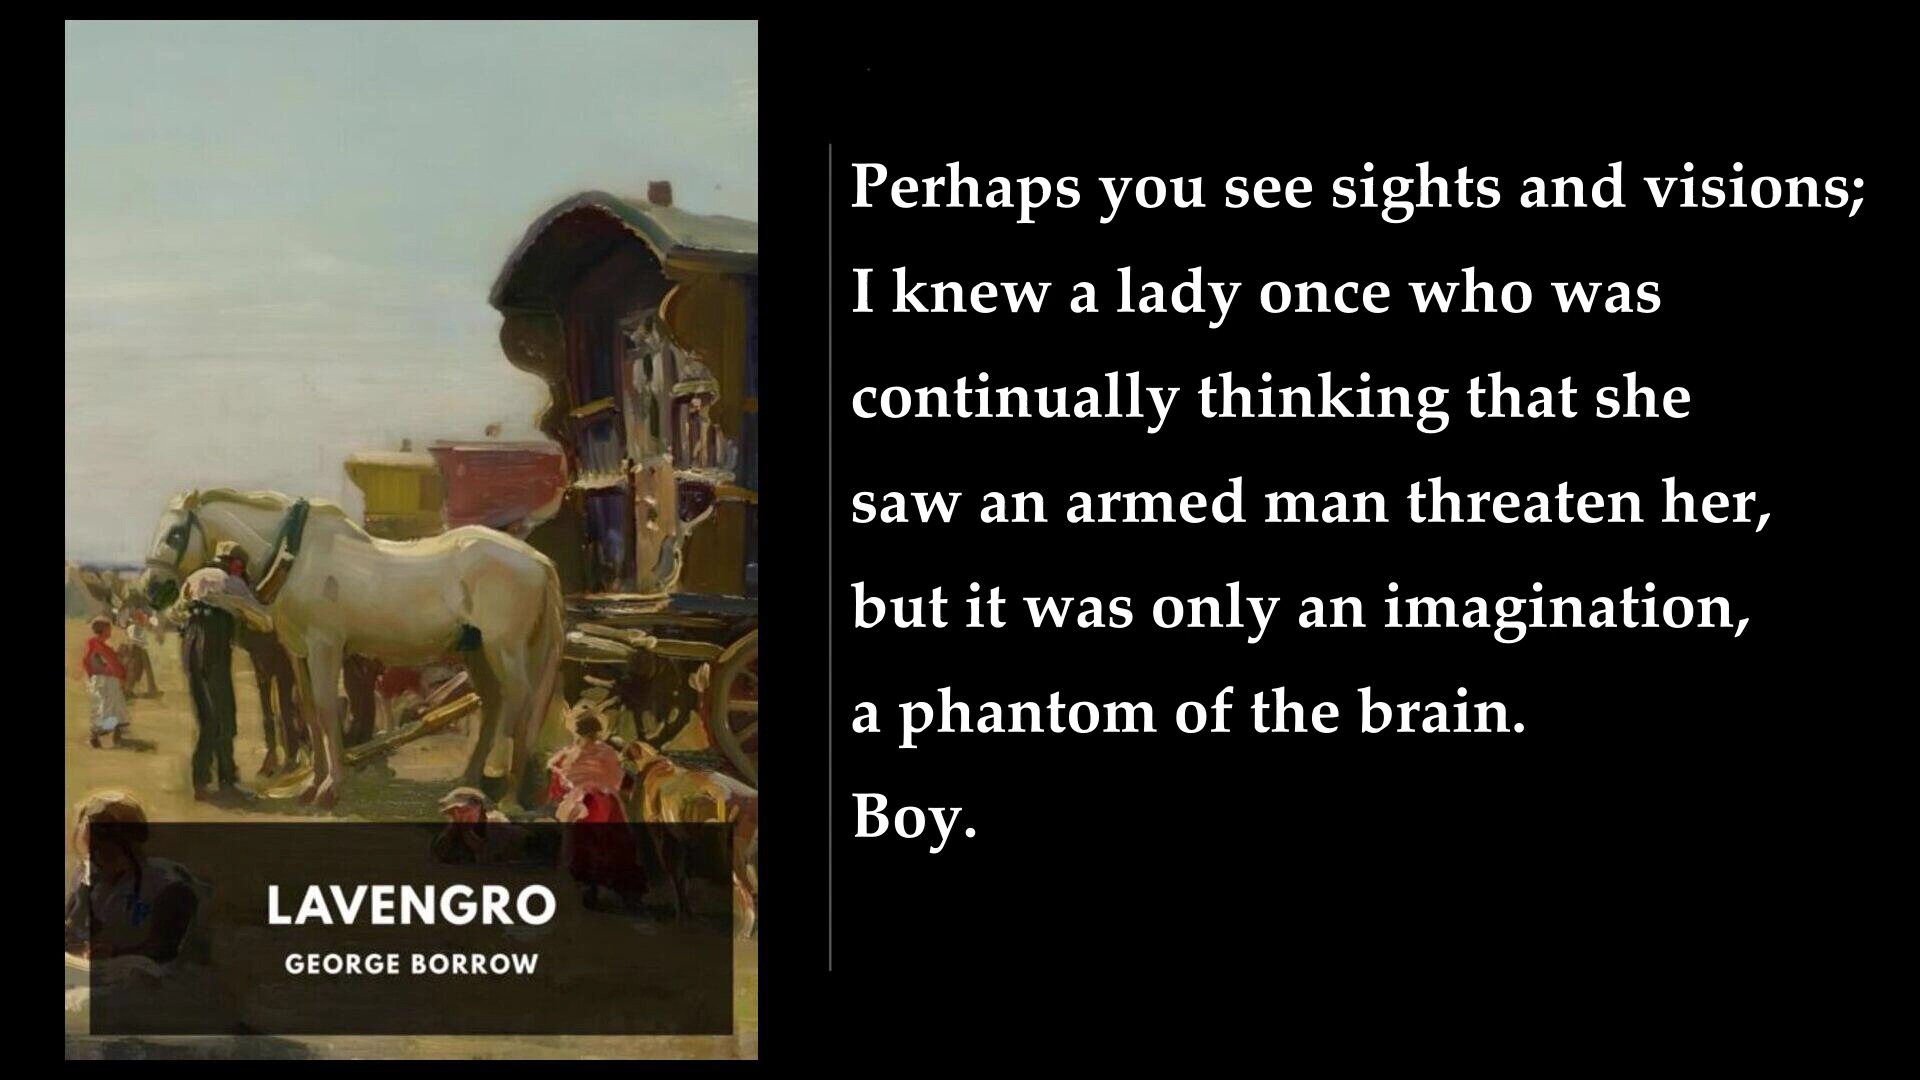 LAVENGRO
GEORGE BORROW
Perhaps you see sights and visions;
I knew a lady once who was
continually thinking that she
saw an armed man threaten her,
but it was only an imagination,
a phantom of the brain.
Boy.